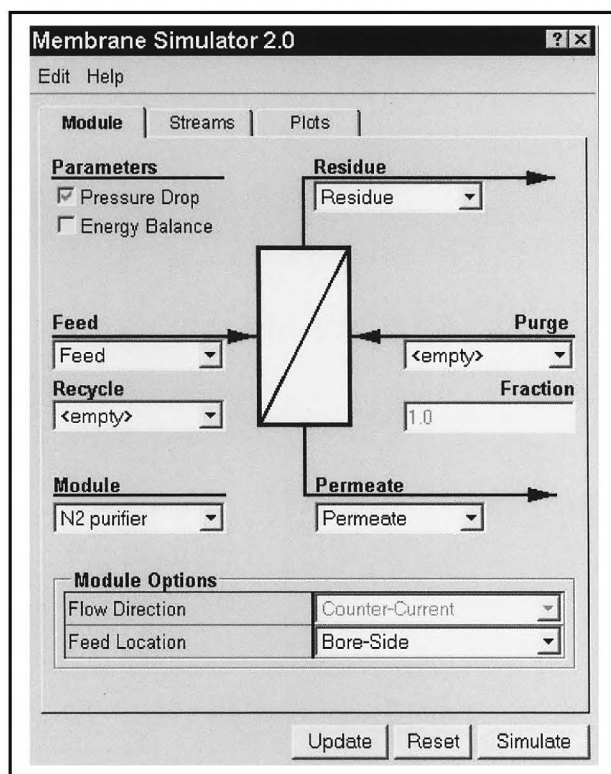 Membrane Simulator 2.0
Edit Help
Module Streams Plots
Parameters
Pressure Drop
Energy Balance
Residue
Residue
Feed
Feed
Purge
<empty>
Recycle
<empty>
Fraction
1.0
Module
N2 purifier
Permeate
Permeate
Module Options
Flow Direction Counter-Current
Feed Location Bore-Side
Update Reset Simulate